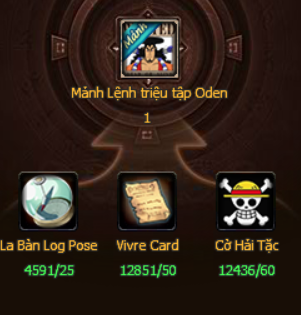 Mảnh
Mảnh Lệnh triệu tập Oden
1
La Bàn Log Pose Vivre Card Cờ Hải Tặc
4591/25 12851/50 12436/60